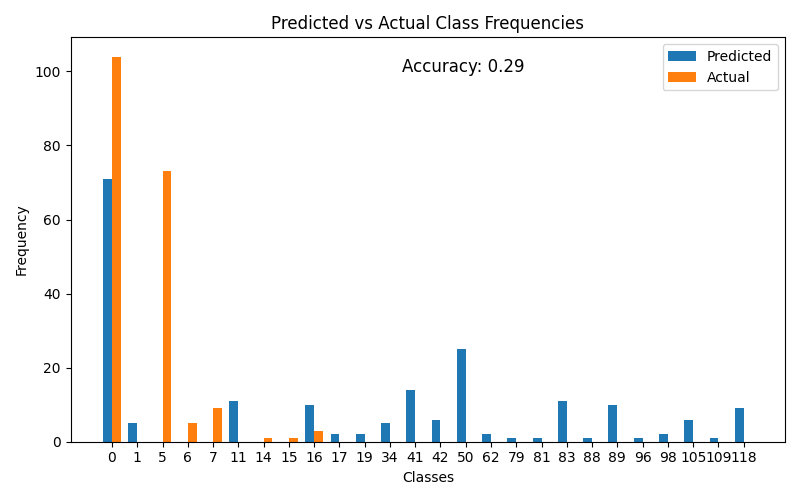 Predicted vs Actual Class Frequencies
Accuracy: 0.29
Predicted
Actual
Frequency
100
80
60
40
20
0
0 1 5 6 7 11 14 15 16 17 19 34 41 42 50 62 79 81 83 88 89 96 98 105 109 118
Classes